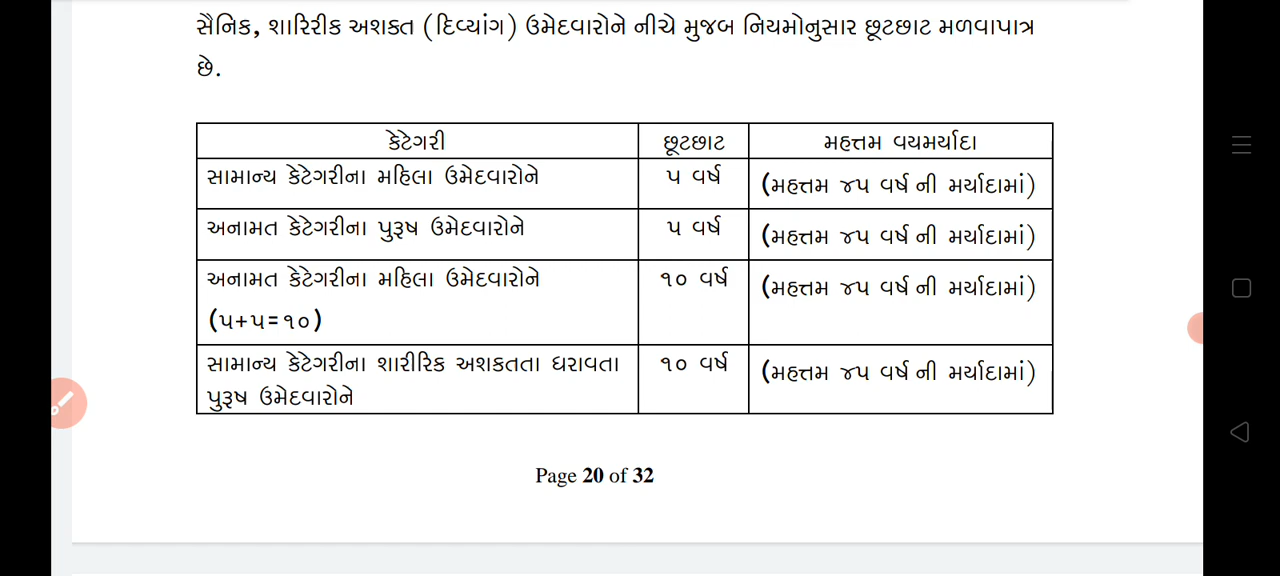 સૈનિક, શારિરીક અશક્ત (દિવ્યાંગ) ઉમેદવારોને નીચે મુજબ નિયમોનુસાર છૂટછાટ મળવાપાત્ર
છે.
કેટેગરી છૂટછાટ મહત્તમ વયમર્યાદા
સામાન્ય કેટેગરીના મહિલા ઉમેદવારોને ૫ વર્ષ (મહત્તમ ૪૫ વર્ષ ની મર્યાદામાં)
અનામત કેટેગરીના પુરૂષ ઉમેદવારોને ૫ વર્ષ (મહત્તમ ૪૫ વર્ષ ની મર્યાદામાં)
અનામત કેટેગરીના મહિલા ઉમેદવારોને ૧૦ વર્ષ (મહત્તમ ૪૫ વર્ષ ની મર્યાદામાં)
(૫+૫=૧૦)
સામાન્ય કેટેગરીના શારીરિક અશકતતા ધરાવતા ૧૦ વર્ષ (મહત્તમ ૪૫ વર્ષ ની મર્યાદામાં)
પુરૂષ ઉમેદવારોને
Page 20 of 32